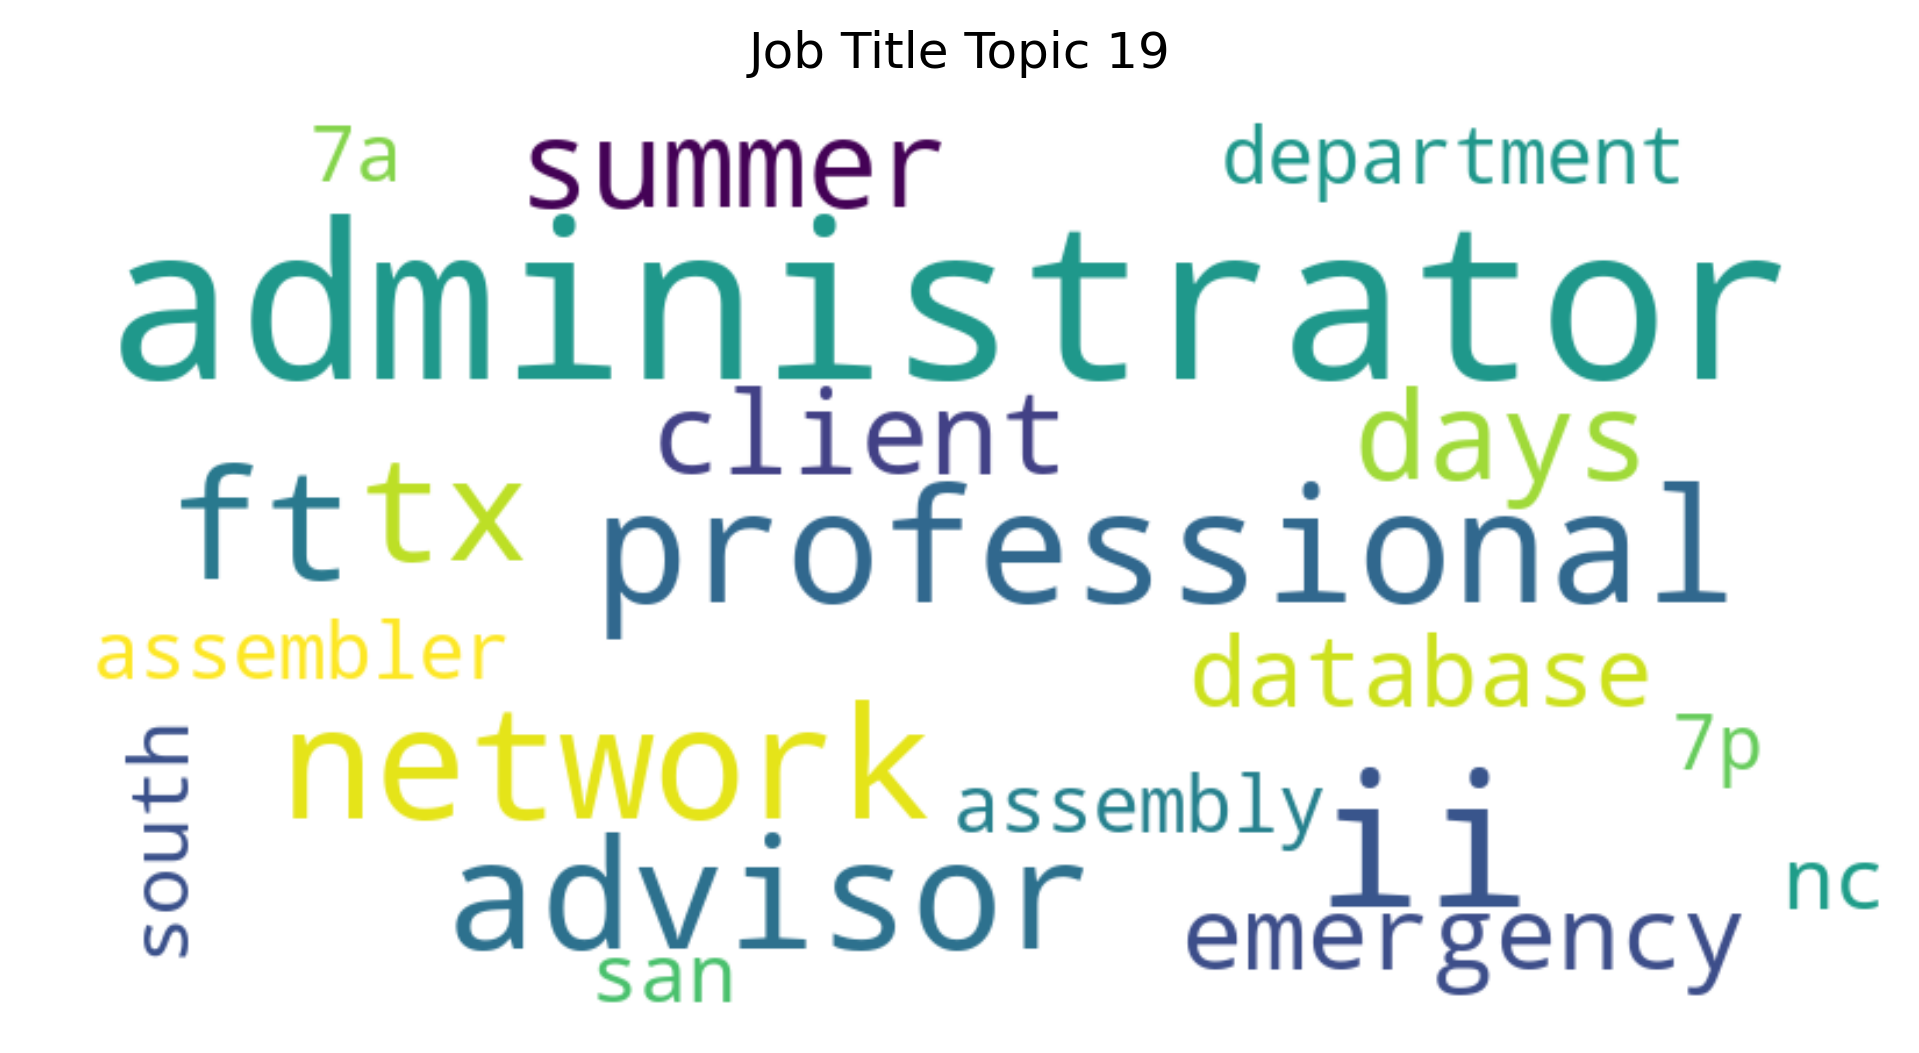 Job Title Topic 19
7a summer department
administrator
client days
ft tx professional
assembler database
south network 7p
assembly ii
advisor emergency nc
san